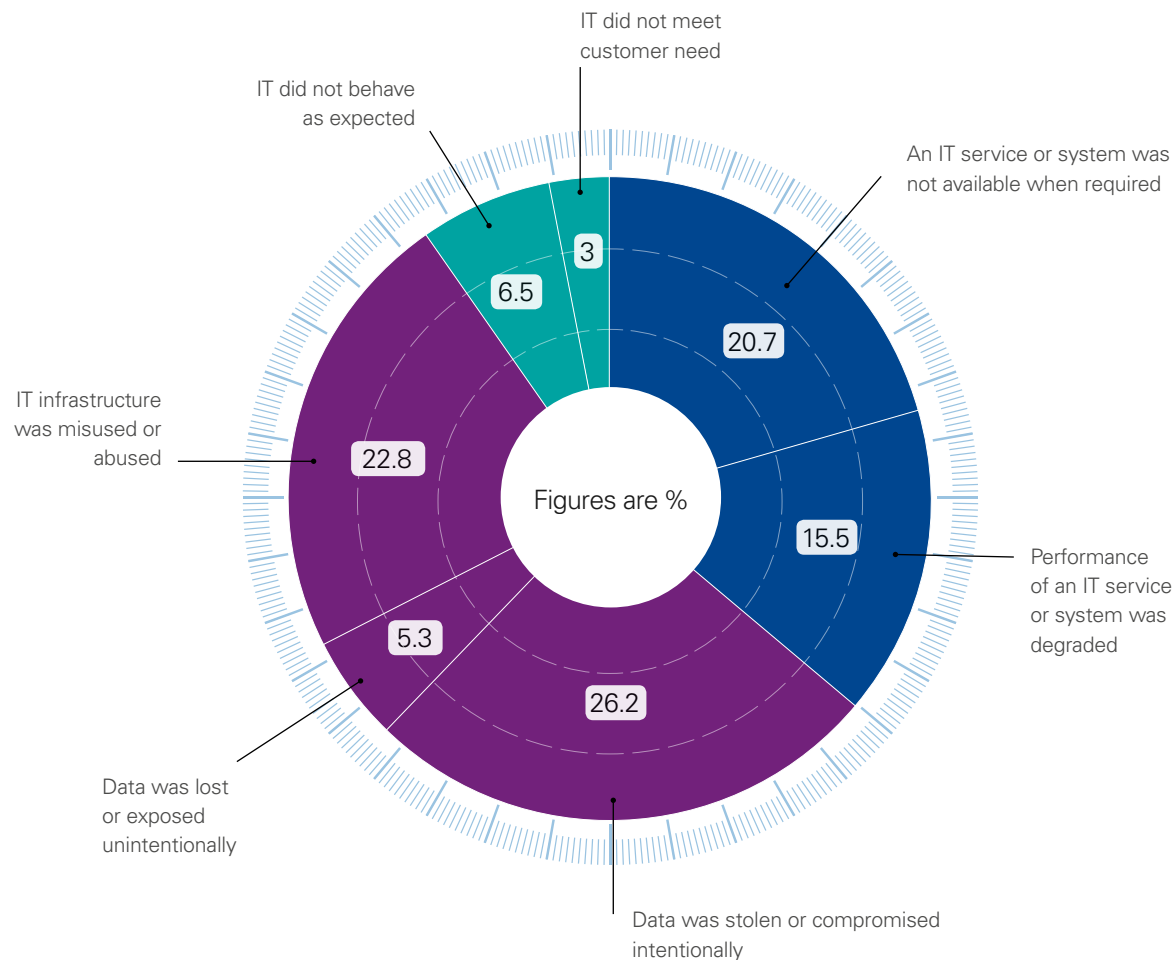 IT did not meet
customer need
IT did not behave
as expected
An IT service or system was
not available when required
3
6.5
20.7
IT infrastructure
was misused or
abused
22.8
Figures are %
15.5
Performance
of an IT service
or system was
degraded
5.3
26.2
Data was lost
or exposed
unintentionally
Data was stolen or compromised
intentionally